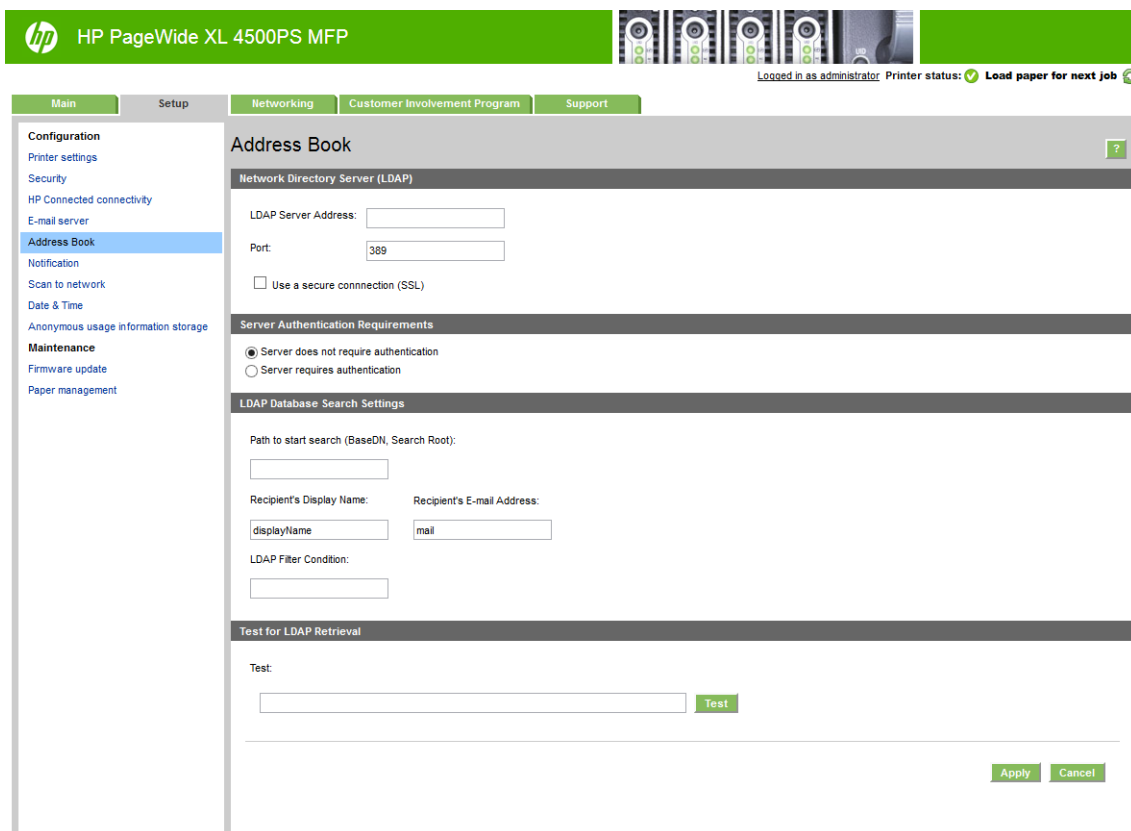 hp HP PageWide XL 4500PS MFP
UID
Logged in as administrator Printer status: Load paper for next job
Main Setup Networking Customer Involvement Program Support
Configuration
Printer settings
Security
HP Connected connectivity
E-mail server
Address Book
Notification
Scan to network
Date & Time
Anonymous usage information storage
Maintenance
Firmware update
Paper management
Address Book ?
Network Directory Server (LDAP)
LDAP Server Address:
Port: 389
Use a secure connnection (SSL)
Server Authentication Requirements
Server does not require authentication
Server requires authentication
LDAP Database Search Settings
Path to start search (BaseDN, Search Root):
Recipient's Display Name: Recipient's E-mail Address:
displayName mail
LDAP Filter Condition:
Test for LDAP Retrieval
Test:
Test
Apply Cancel